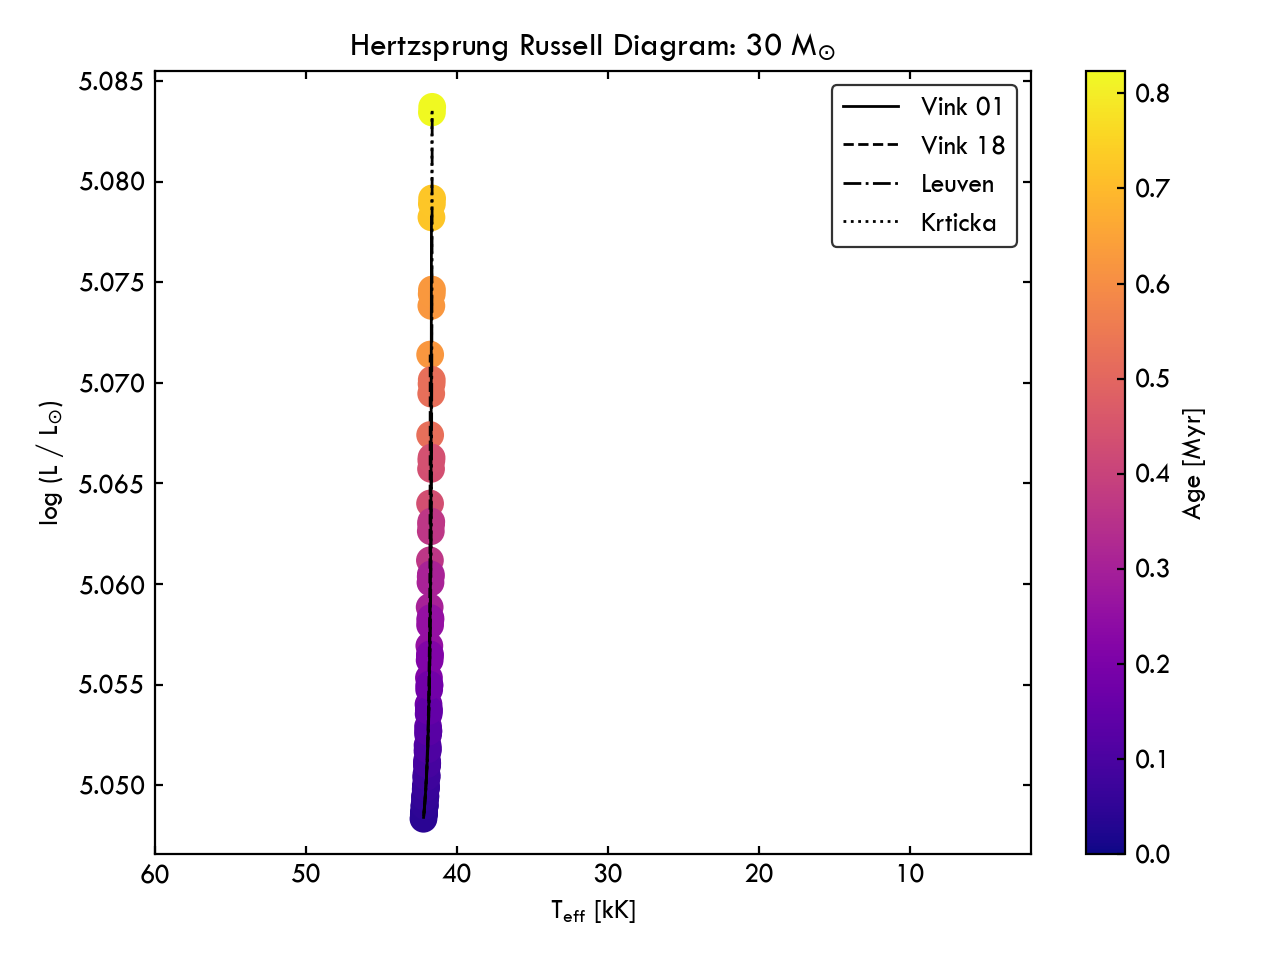 Hertzsprung Russell Diagram: 30 M☉
5.085
5.080
5.075
5.070
5.065
5.060
5.055
5.050
log (L / L☉)
60
50
40
30
20
10
Teff [kK]
Vink 01
Vink 18
Leuven
Krticka
0.8
0.7
0.6
0.5
0.4
0.3
0.2
0.1
0.0
Age [Myr]